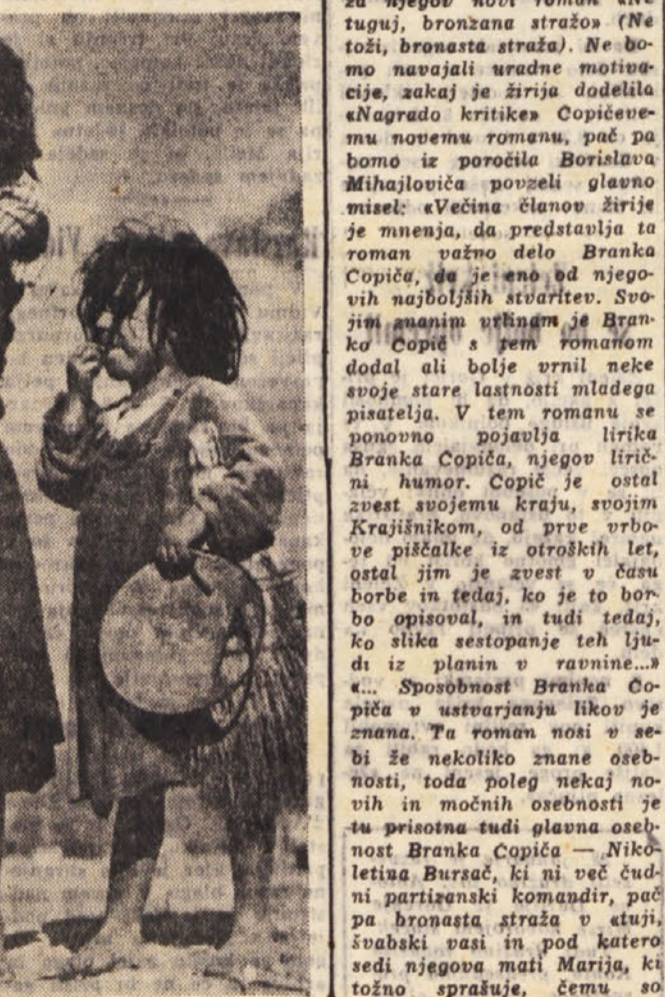 za njegov novi roman «Ne
tuguj, bronzana stražo» (Ne
toži, bronasta straža). Ne bo-
mo navajali uradne motiva-
cije, zakaj je žirija dodelila
«Nagrado kritike» Copičeve-
mu novemu romanu, pač pa
bomo iz poročila Borislava
Mihajloviča povzeli glavno
misel: «Večina članov žirije
je mnenja, da predstavlja ta
roman važno delo Branka
Copiča, da je eno od njego-
vih najboljših stvaritev. Svo-
jim znanim vrlinam je Bran-
ko Copič s tem romanom
dodal ali bolje vrnil neke
svoje stare lastnosti mladega
pisatelja. V tem romanu se
ponovno pojavlja lirika
Branka Copiča, njegov lirič-
ni humor. Copič je ostal
zvest svojemu kraju, svojim
Krajišnikom, od prve vrbo-
ve piščalke iz otroških let,
ostal jim je zvest v času
borbe in tedaj, ko je to bor-
bo opisoval, in tudi tedaj,
ko slika sestopanje teh lju-
di iz planin v ravnine...»
«... Sposobnost Branka Co-
piča v ustvarjanju likov je
znana. Ta roman nosi v se-
bi že nekoliko znane oseb-
nosti, toda poleg nekaj no-
vih in močnih osebnosti je
tu prisotna tudi glavna oseb-
nost Branka Copiča — Niko-
letina Bursač, ki ni več čud-
ni partizanski komandir, pač
pa bronasta straža v «tuji,
švabski vasi in pod katero
sedi njegova mati Marija, ki
tožno sprašuje, čemu so